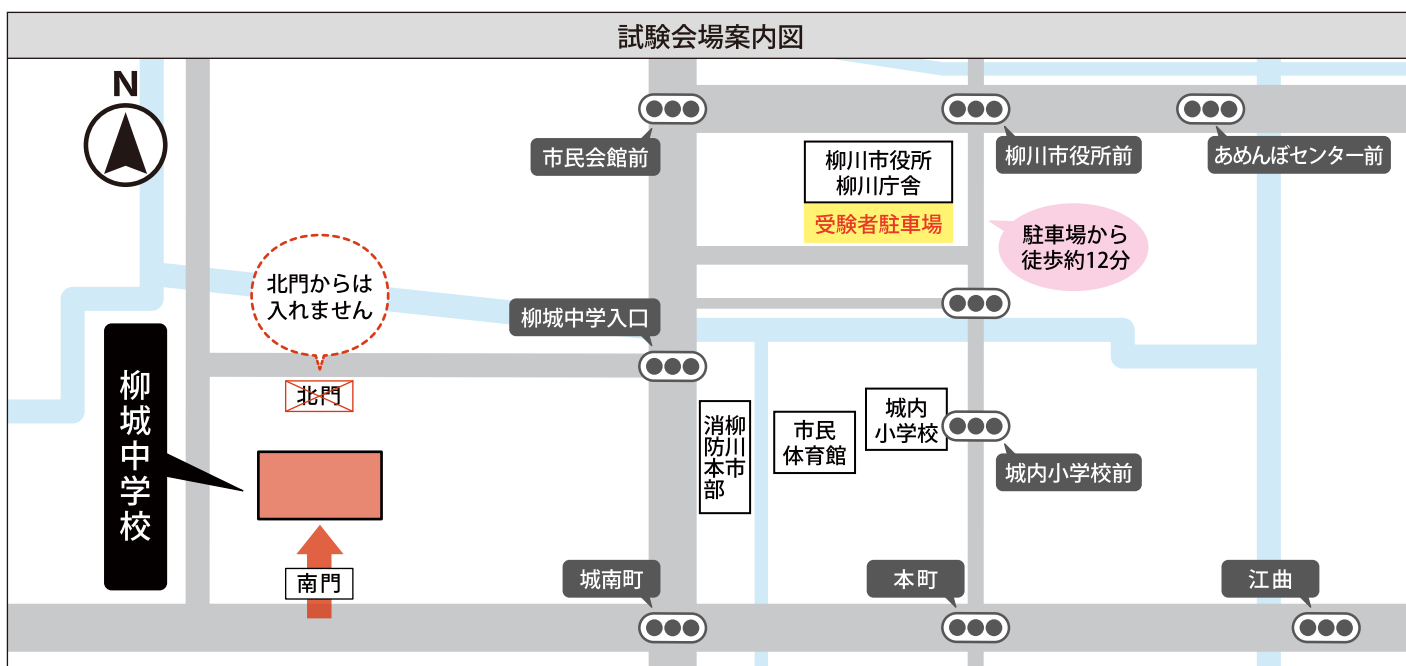 試験会場案内図
N
市民会館前
柳川市役所前
あめんぼセンター前
柳川市役所
柳川庁舎
受験者駐車場
駐車場から
徒歩約12分
北門からは
入れません
柳城中学入口
北門
柳城中学校
柳川市
消防本部
市民
体育館
城内
小学校
城内小学校前
南門
城南町
本町
江曲